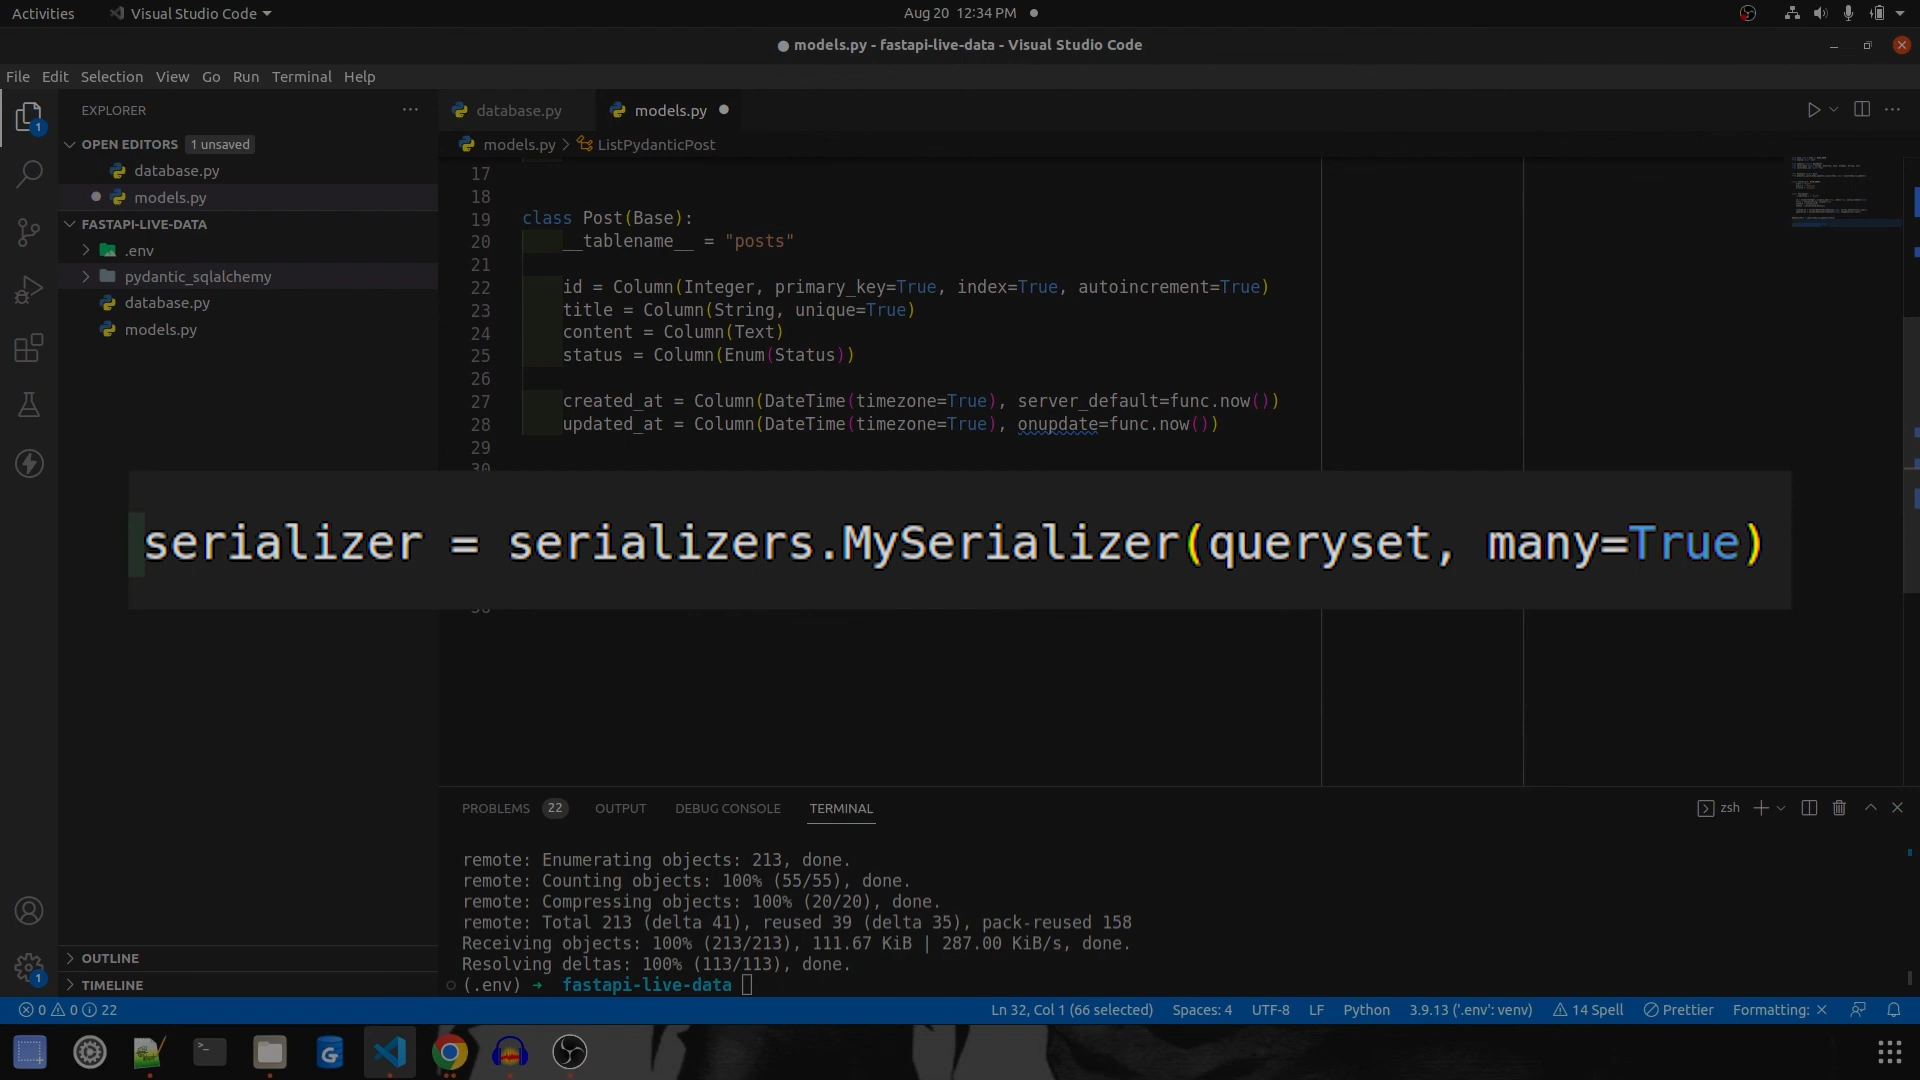 Activities
Visual Studio Code
Aug 20 12:34 PM
models.py - fastapi-live-data - Visual Studio Code
File Edit Selection View Go Run Terminal Help
EXPLORER
OPEN EDITORS 1 unsaved
database.py
models.py
FASTAPI-LIVE-DATA
.env
pydantic_sqlalchemy
database.py
models.py
OUTLINE
TIMELINE
1
1
database.py
models.py
models.py > ListPydanticPost
17
18
19 class Post(Base):
20 __tablename__ = "posts"
21
22 id = Column(Integer, primary_key=True, index=True, autoincrement=True)
23 title = Column(String, unique=True)
24 content = Column(Text)
25 status = Column(Enum(Status))
26
27 created_at = Column(DateTime(timezone=True), server_default=func.now())
28 updated_at = Column(DateTime(timezone=True), onupdate=func.now())
29
30
serializer = serializers.MySerializer(queryset, many=True)
PROBLEMS 22 OUTPUT DEBUG CONSOLE TERMINAL
zsh
remote: Enumerating objects: 213, done.
remote: Counting objects: 100% (55/55), done.
remote: Compressing objects: 100% (20/20), done.
remote: Total 213 (delta 41), reused 39 (delta 35), pack-reused 158
Receiving objects: 100% (213/213), 111.67 KiB | 287.00 KiB/s, done.
Resolving deltas: 100% (113/113), done.
(.env) → fastapi-live-data
0 0 22
Ln 32, Col 1 (66 selected) Spaces: 4 UTF-8 LF Python 3.9.13 ('.env': venv) 14 Spell Prettier Formatting: ×